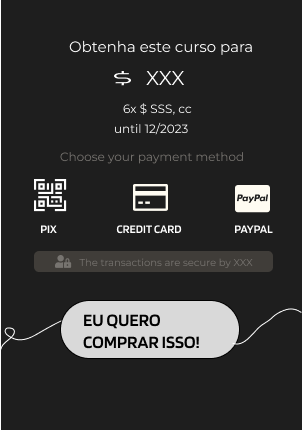 Obtenha este curso para
$ XXX
6x $ SSS, cc
until 12/2023
Choose your payment method
PayPal
PIX CREDIT CARD PAYPAL
The transactions are secure by XXX
EU QUERO
COMPRAR ISSO!